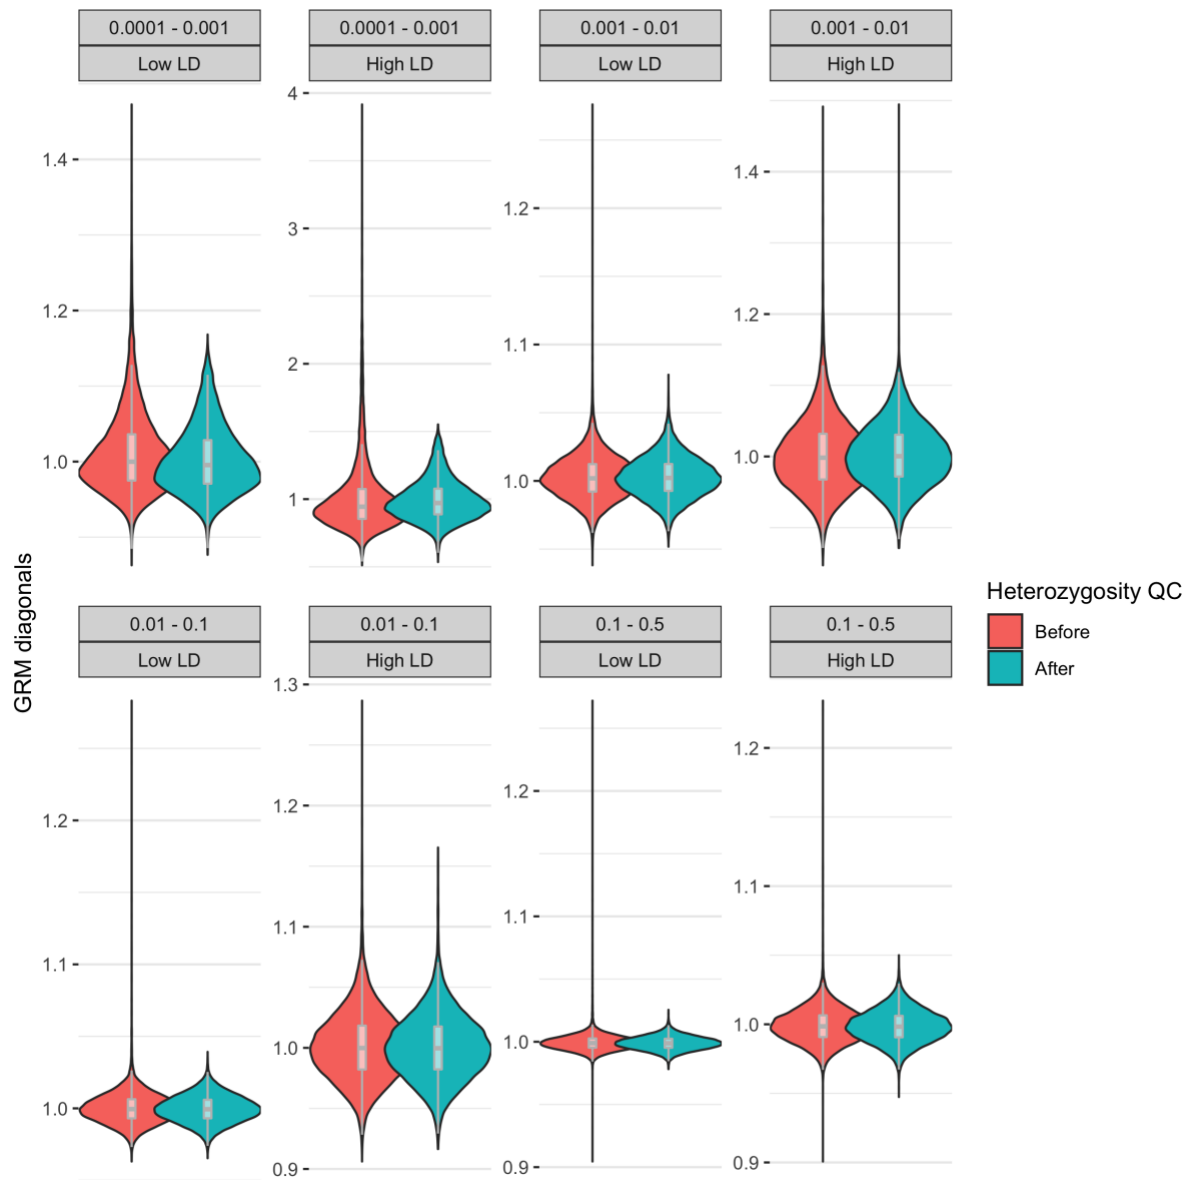 0.0001 - 0.001
Low LD
0.0001 - 0.001
High LD
0.001 - 0.01
Low LD
0.001 - 0.01
High LD
1.4
1.2
1.0
4
3
2
1
1.2
1.1
1.0
1.4
1.2
1.0
GRM diagonals
0.01 - 0.1
Low LD
0.01 - 0.1
High LD
0.1 - 0.5
Low LD
0.1 - 0.5
High LD
1.2
1.1
1.0
1.3
1.2
1.1
1.0
0.9
1.2
1.1
1.0
0.9
1.2
1.1
1.0
0.9
Heterozygosity QC
Before
After